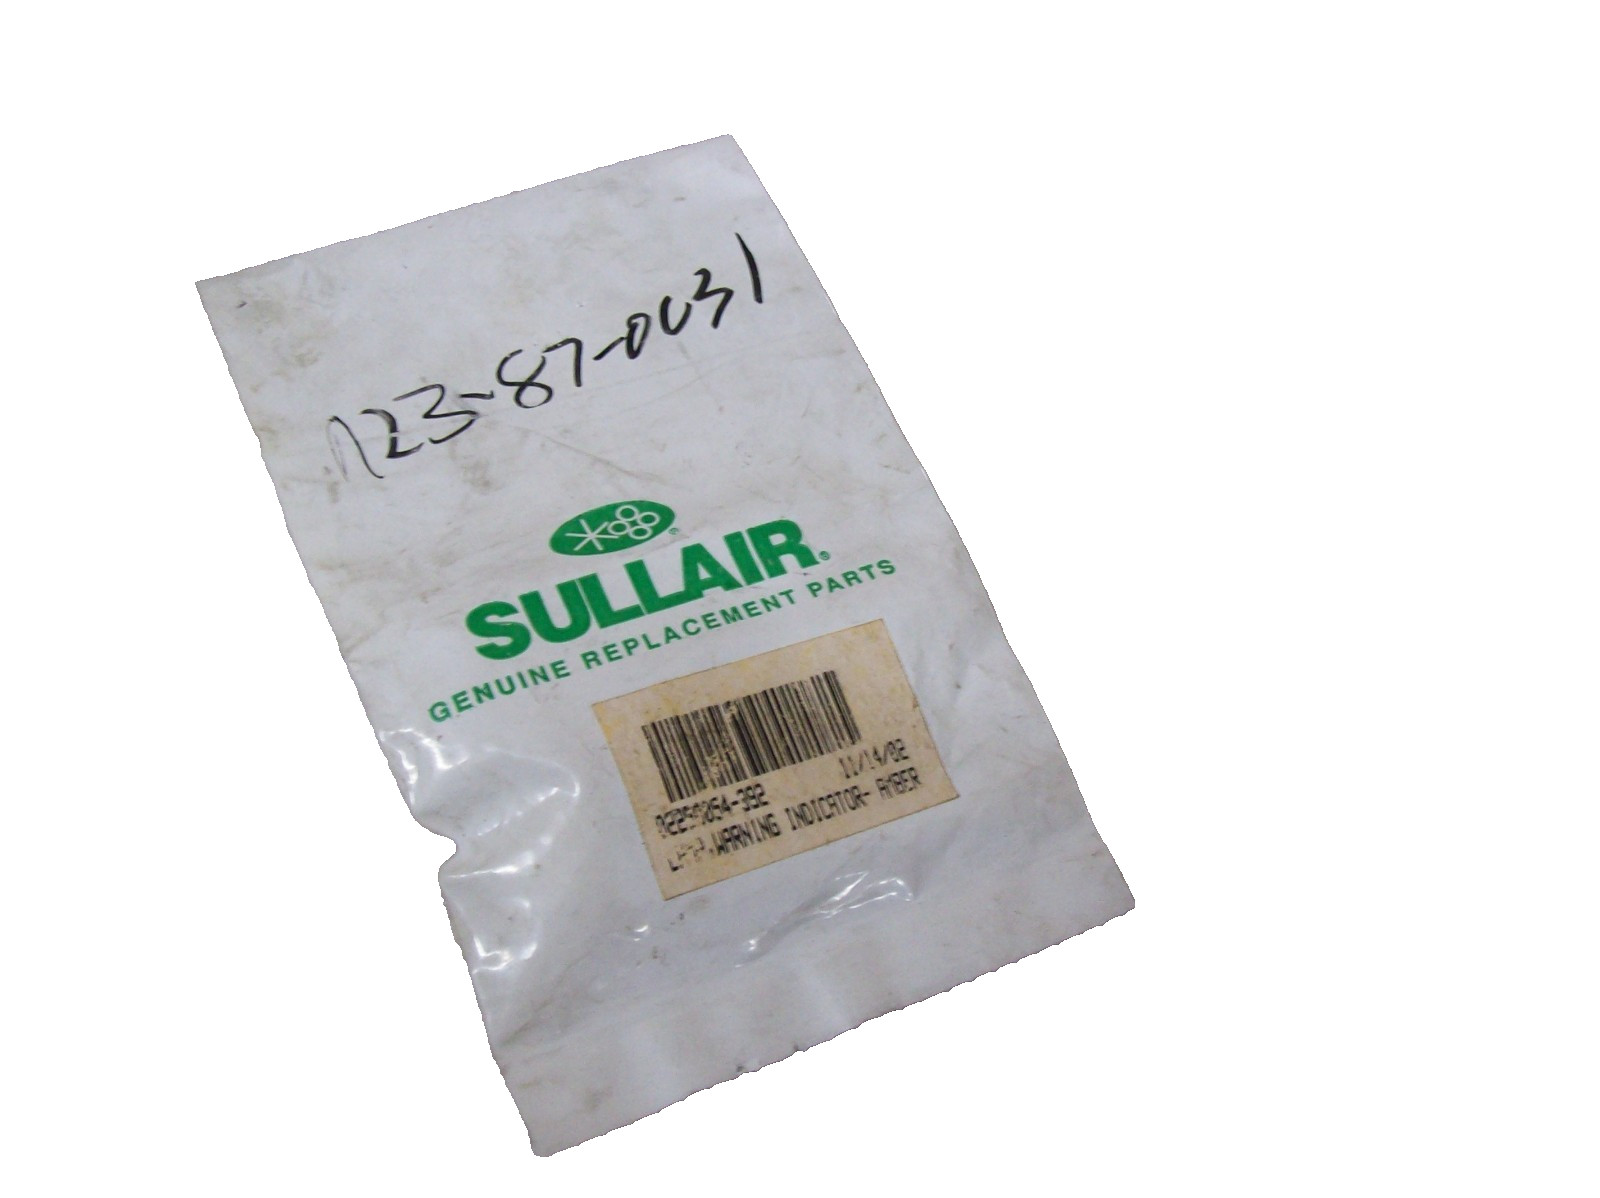 123-87-0031
SULLAIR®
GENUINE REPLACEMENT PARTS
11/14/02
WARNING INDICATOR- AMBER